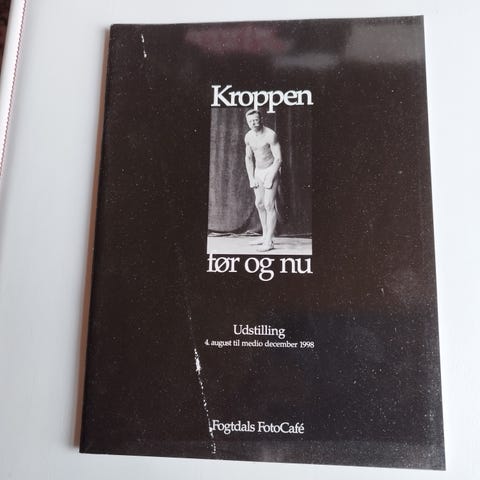 Kroppen
før og nu
Udstilling
4. august til medio december 1998
Fogtdals FotoCafé